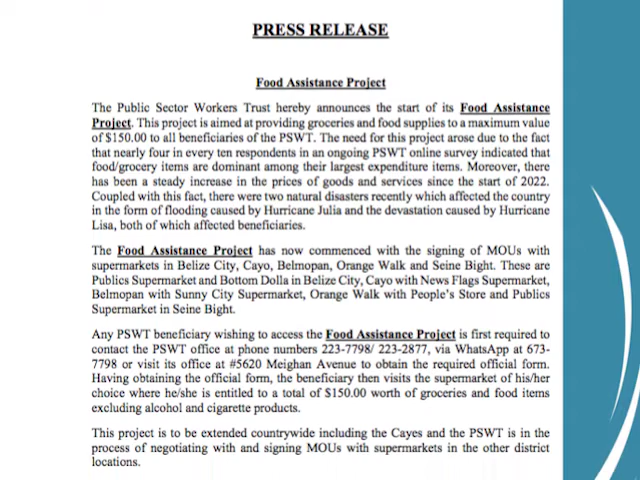 PRESS RELEASE
Food Assistance Project
The Public Sector Workers Trust hereby announces the start of its Food Assistance
Project. This project is aimed at providing groceries and food supplies to a maximum value
of $150.00 to all beneficiaries of the PSWT. The need for this project arose due to the fact
that nearly four in every ten respondents in an ongoing PSWT online survey indicated that
food/grocery items are dominant among their largest expenditure items. Moreover, there
has been a steady increase in the prices of goods and services since the start of 2022.
Coupled with this fact, there were two natural disasters recently which affected the country
in the form of flooding caused by Hurricane Julia and the devastation caused by Hurricane
Lisa, both of which affected beneficiaries.
The Food Assistance Project has now commenced with the signing of MOUs with
supermarkets in Belize City, Cayo, Belmopan, Orange Walk and Seine Bight. These are
Publics Supermarket and Bottom Dolla in Belize City, Cayo with News Flags Supermarket,
Belmopan with Sunny City Supermarket, Orange Walk with People's Store and Publics
Supermarket in Seine Bight.
Any PSWT beneficiary wishing to access the Food Assistance Project is first required to
contact the PSWT office at phone numbers 223-7798/ 223-2877, via WhatsApp at 673-
7798 or visit its office at #5620 Meighan Avenue to obtain the required official form.
Having obtaining the official form, the beneficiary then visits the supermarket of his/her
choice where he/she is entitled to a total of $150.00 worth of groceries and food items
excluding alcohol and cigarette products.
This project is to be extended countrywide including the Cayes and the PSWT is in the
process of negotiating with and signing MOUs with supermarkets in the other district
locations.